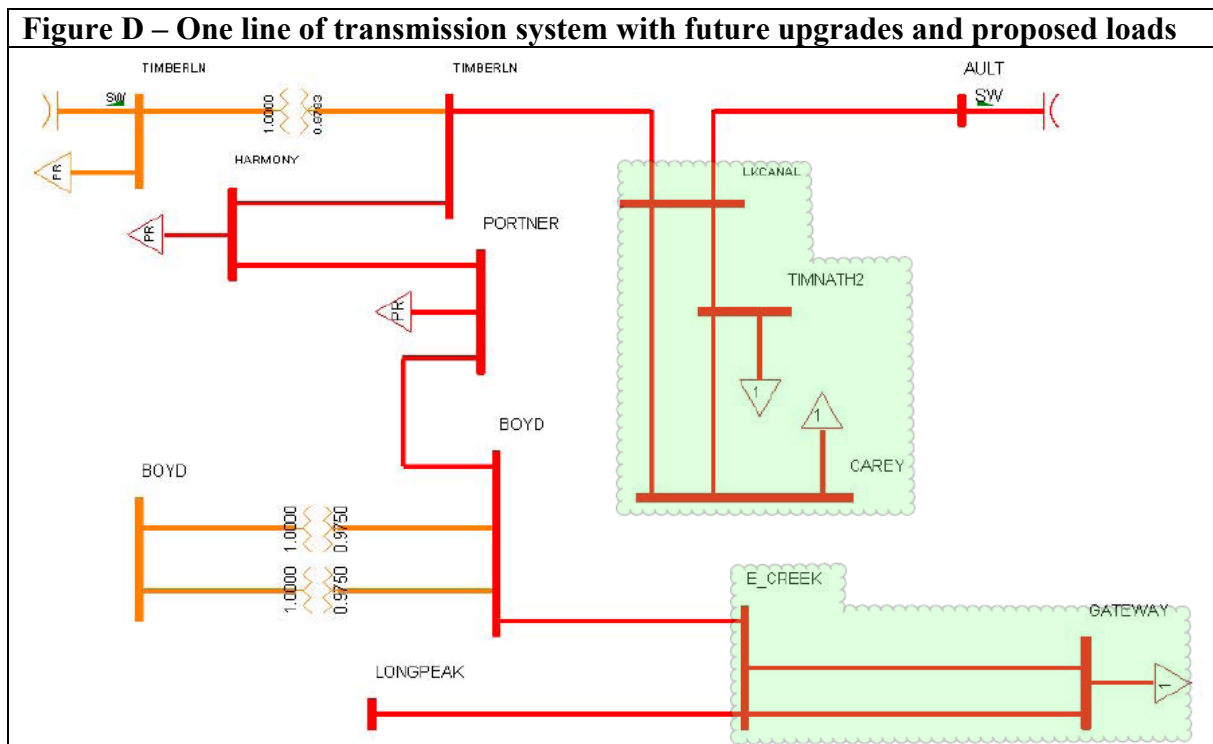 Figure D – One line of transmission system with future upgrades and proposed loads
TIMBERLN
TIMBERLN
AULT
SW
SW
1.0000
0.9793
PR
LKCANAL
HARMONY
PR
PORTNER
TIMNATH2
PR
1
1
BOYD
CAREY
BOYD
1.0000
0.9750
1.0000
0.9750
E_CREEK
GATEWAY
LONGPEAK
1